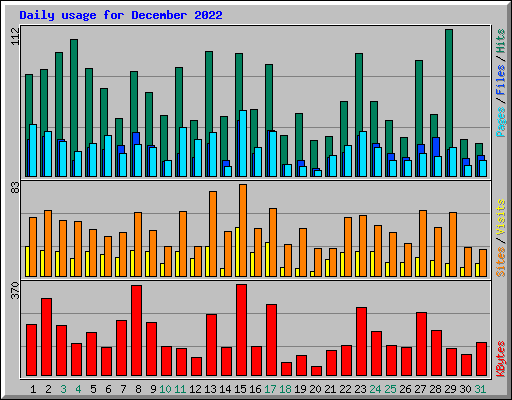 Daily usage for December 2022
112
83
370
Pages / Files / Hits
Sites / Visits
KBytes
1 2 3 4 5 6 7 8 9 10 11 12 13 14 15 16 17 18 19 20 21 22 23 24 25 26 27 28 29 30 31